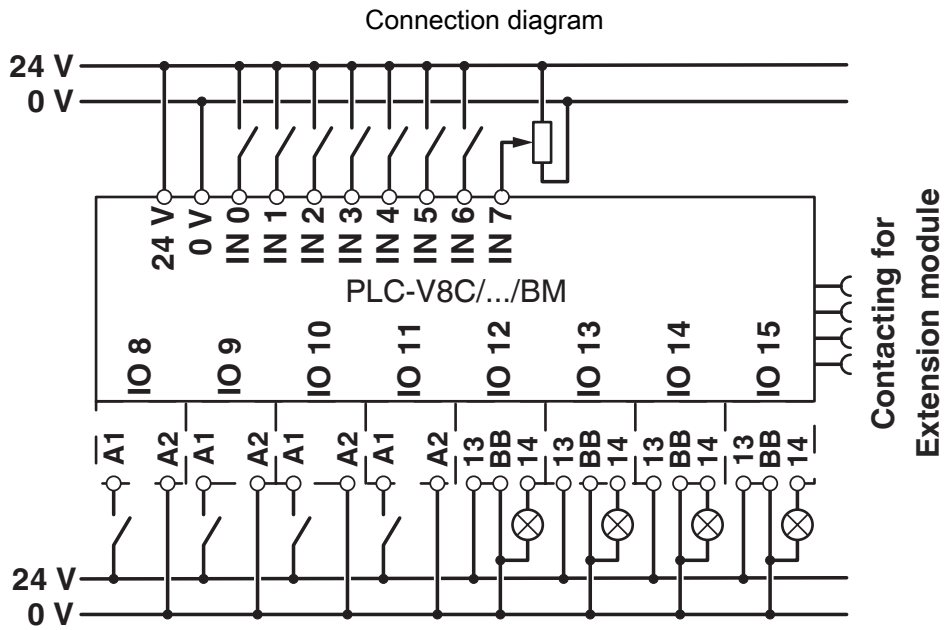 Connection diagram
24 V
0 V
24 V
0 V
IN 0
IN 1
IN 2
IN 3
IN 4
IN 5
IN 6
IN 7
PLC-V8C/.../BM
IO 8
IO 9
IO 10
IO 11
IO 12
IO 13
IO 14
IO 15
Contacting for
Extension module
A1
A2
A1
A2
A1
A2
A1
A2
13
BB
14
13
BB
14
13
BB
14
13
BB
14
24 V
0 V